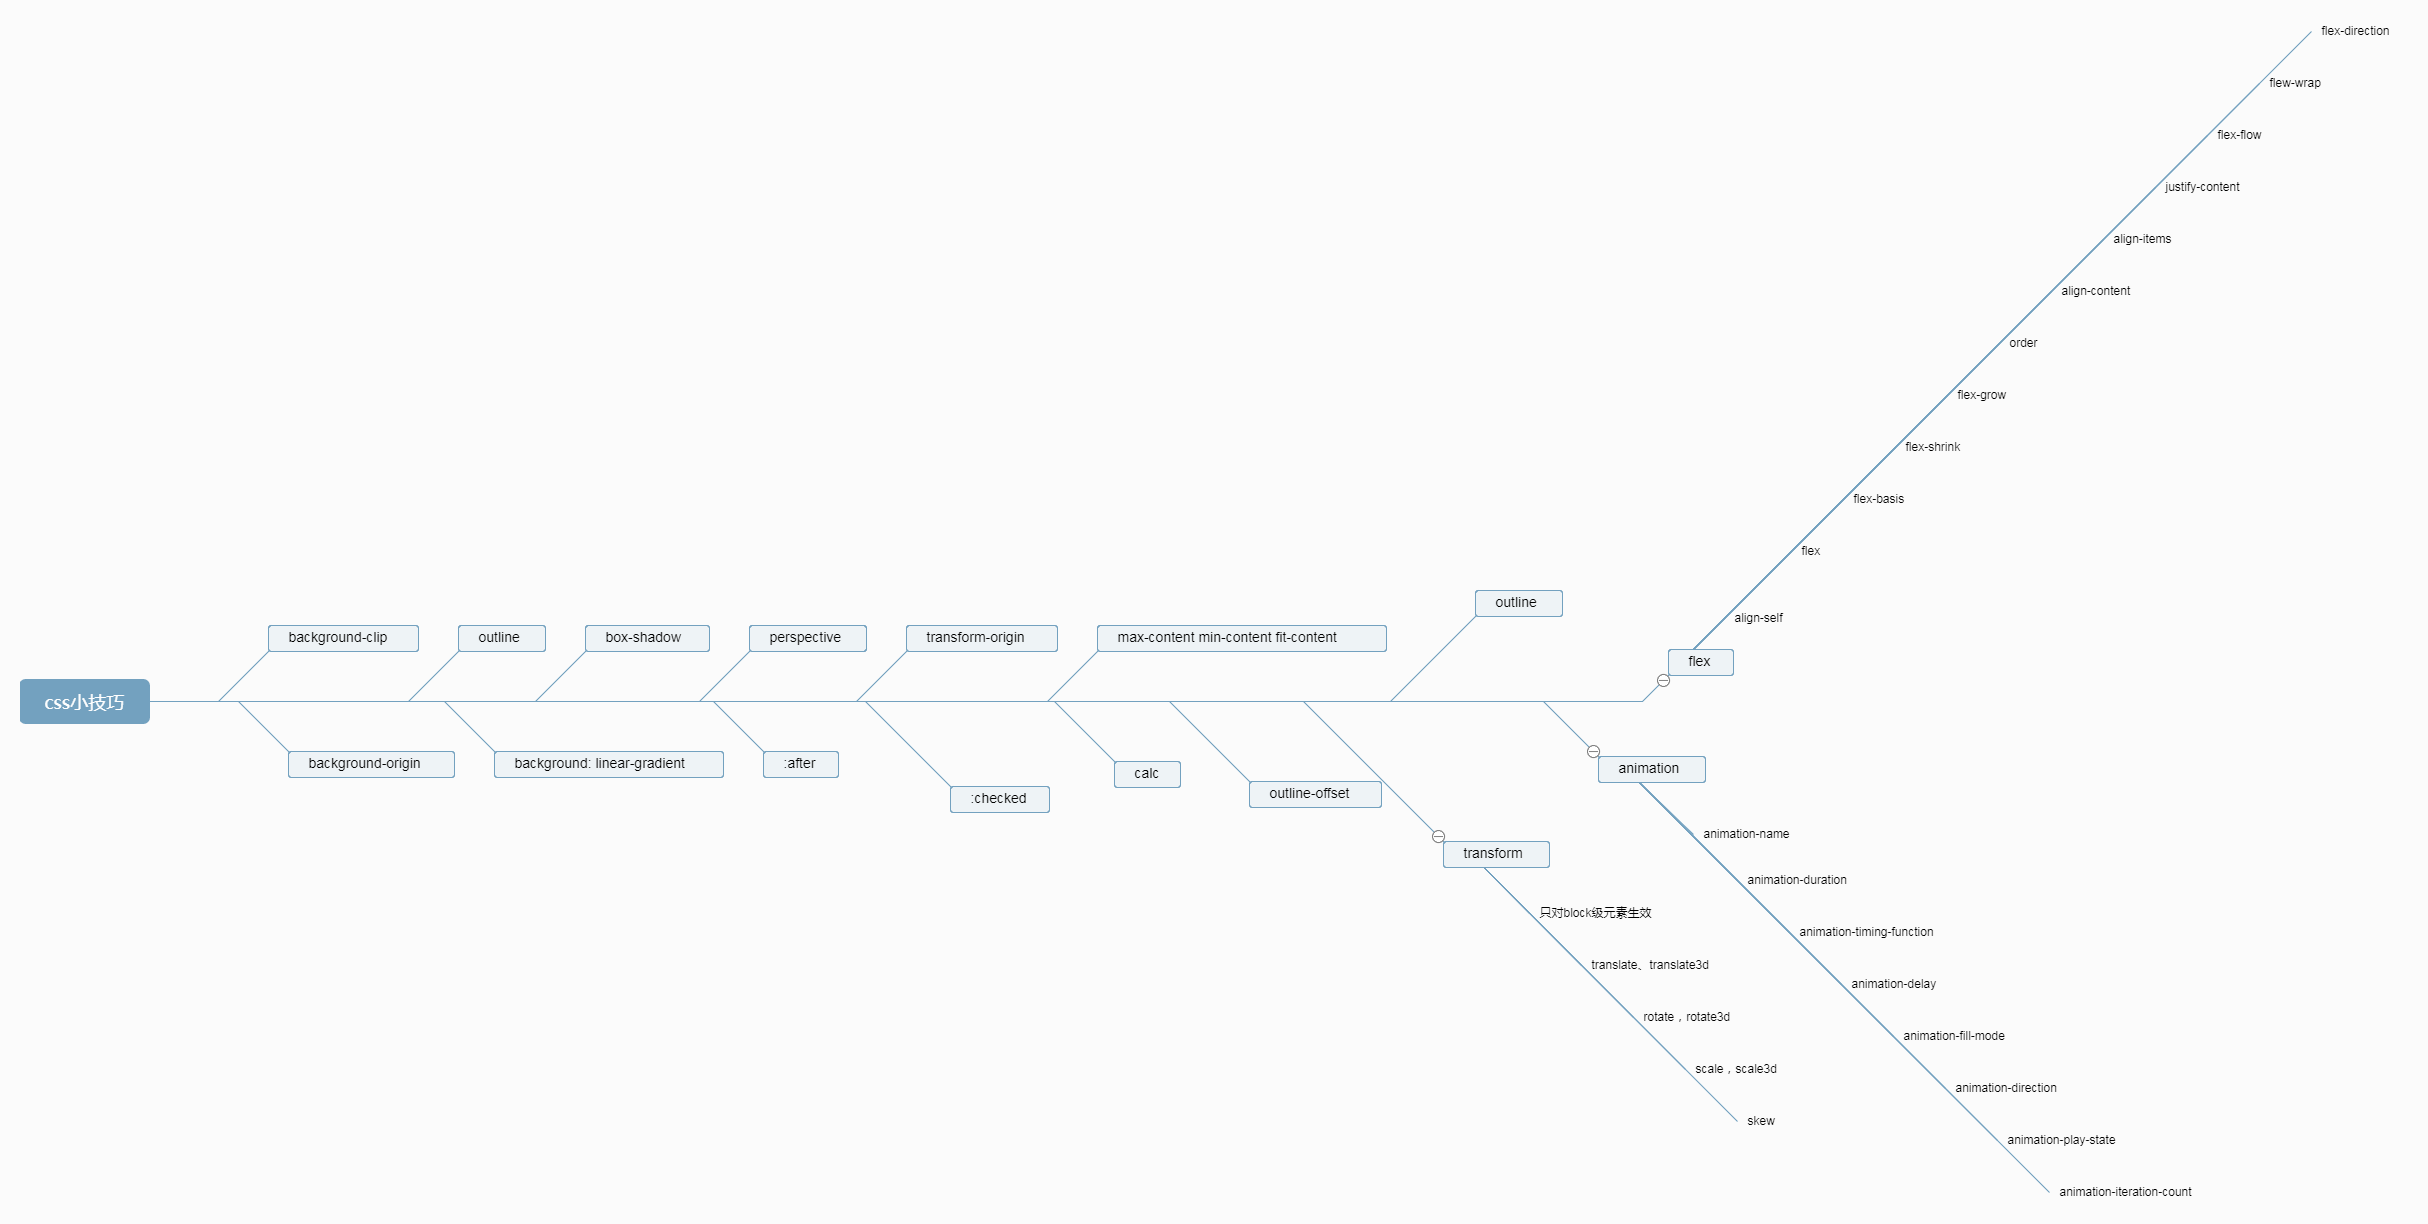 flex-direction
flew-wrap
flex-flow
justify-content
align-items
align-content
order
flex-grow
flex-shrink
flex-basis
flex
align-self
flex
outline
background-clip
outline
box-shadow
perspective
transform-origin
max-content min-content fit-content
css小技巧
background-origin
background: linear-gradient
:after
:checked
calc
outline-offset
transform
只对block级元素生效
translate、translate3d
rotate，rotate3d
scale，scale3d
skew
animation
animation-name
animation-duration
animation-timing-function
animation-delay
animation-fill-mode
animation-direction
animation-play-state
animation-iteration-count